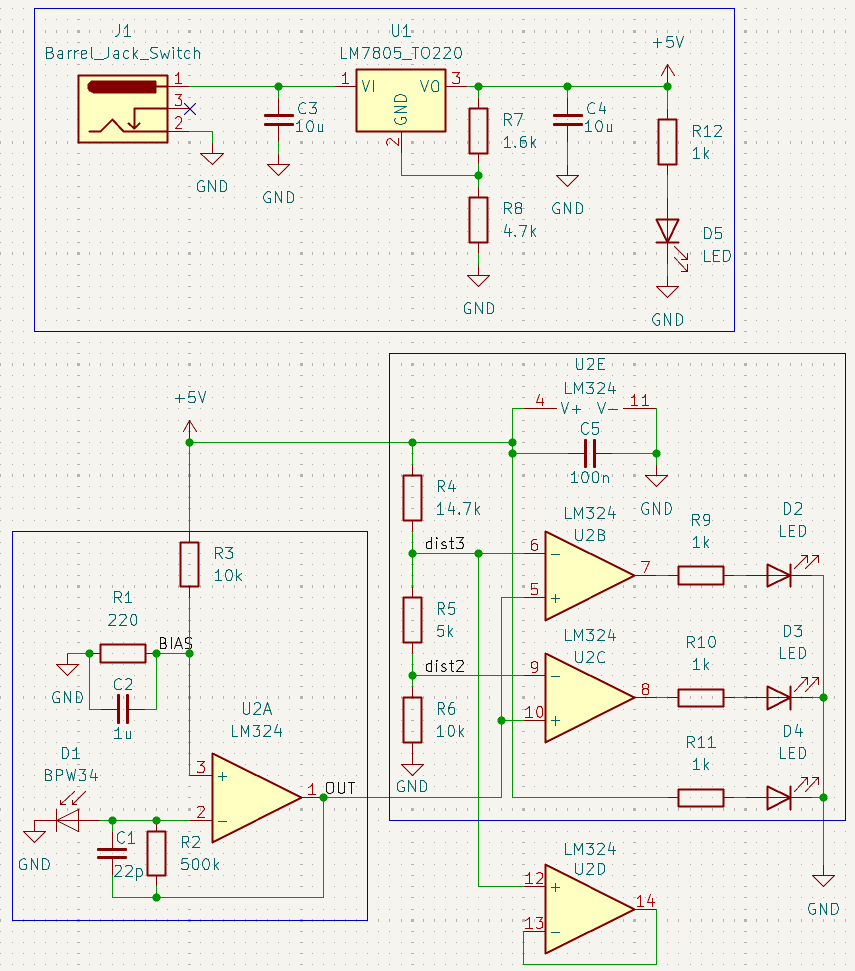 J1
Barrel_Jack_Switch
1
3
2
GND
C3
10u
GND
U1
LM7805_TO220
1 VI VO 3
GND
2
R7
1.6k
R8
4.7k
GND
C4
10u
GND
+5V
R12
1k
D5
LED
GND
+5V
U2E
LM324
4 V+ V- 11
C5
100n
GND
R4
14.7k
dist3
R5
5k
dist2
R6
10k
GND
LM324
U2B
6 -
5 +
7
R9
1k
D2
LED
LM324
U2C
9 -
10 +
8
R10
1k
D3
LED
R11
1k
D4
LED
GND
R3
10k
R1
220
BIAS
GND
C2
1u
D1
BPW34
GND
C1
22p
R2
500k
U2A
LM324
3 +
2 -
1 OUT
LM324
U2D
12 +
13 -
14